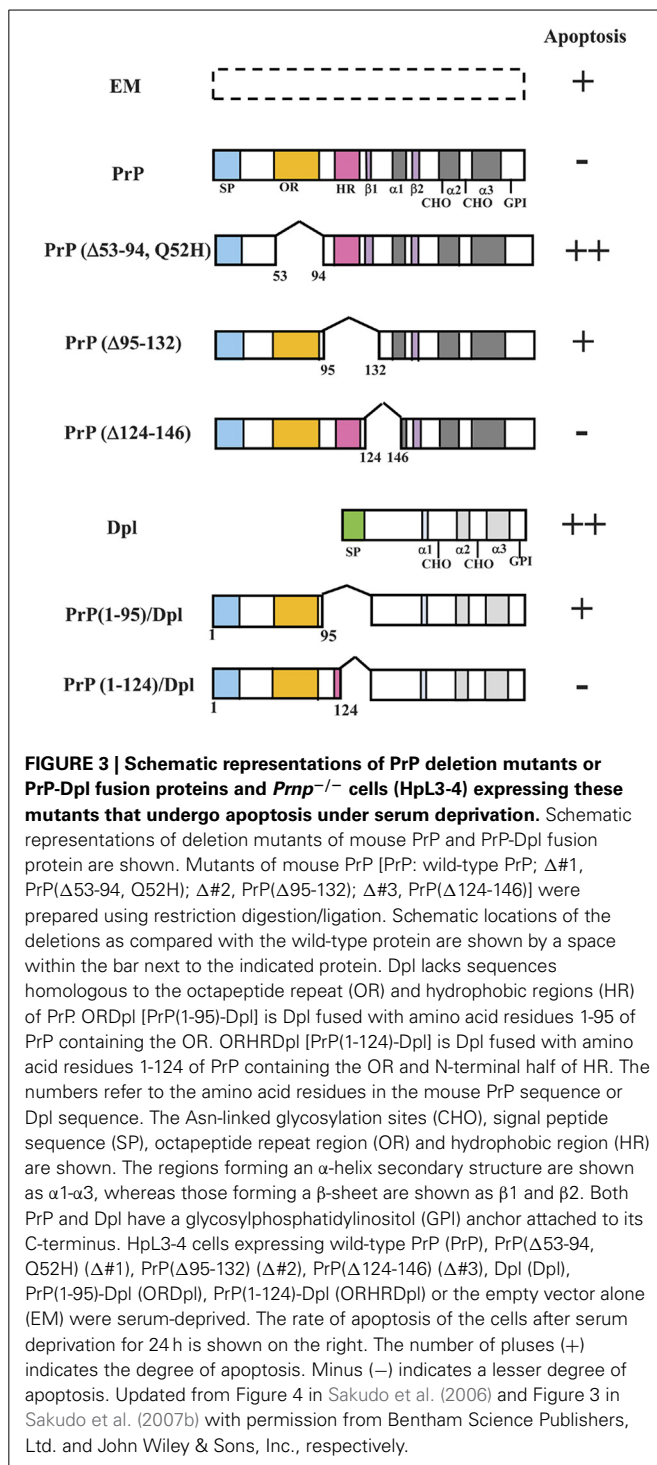 Apoptosis
EM
+
PrP
-
SP
OR
HR
β1
α1
β2
α2
α3
CHO
CHO
GPI
PrP (Δ53-94, Q52H)
++
53
94
PrP (Δ95-132)
+
95
132
PrP (Δ124-146)
-
124
146
Dpl
++
SP
α1
α2
α3
CHO
CHO
GPI
PrP(1-95)/Dpl
+
1
95
PrP (1-124)/Dpl
-
1
124
FIGURE 3 | Schematic representations of PrP deletion mutants or
PrP-Dpl fusion proteins and Prnp−/− cells (HpL3-4) expressing these
mutants that undergo apoptosis under serum deprivation. Schematic
representations of deletion mutants of mouse PrP and PrP-Dpl fusion
protein are shown. Mutants of mouse PrP [PrP: wild-type PrP; Δ#1,
PrP(Δ53-94, Q52H); Δ#2, PrP(Δ95-132); Δ#3, PrP(Δ124-146)] were
prepared using restriction digestion/ligation. Schematic locations of the
deletions as compared with the wild-type protein are shown by a space
within the bar next to the indicated protein. Dpl lacks sequences
homologous to the octapeptide repeat (OR) and hydrophobic regions (HR)
of PrP. ORDpl [PrP(1-95)-Dpl] is Dpl fused with amino acid residues 1-95 of
PrP containing the OR. ORHRDpl [PrP(1-124)-Dpl] is Dpl fused with amino
acid residues 1-124 of PrP containing the OR and N-terminal half of HR. The
numbers refer to the amino acid residues in the mouse PrP sequence or
Dpl sequence. The Asn-linked glycosylation sites (CHO), signal peptide
sequence (SP), octapeptide repeat region (OR) and hydrophobic region (HR)
are shown. The regions forming an α-helix secondary structure are shown
as α1-α3, whereas those forming a β-sheet are shown as β1 and β2. Both
PrP and Dpl have a glycosylphosphatidylinositol (GPI) anchor attached to its
C-terminus. HpL3-4 cells expressing wild-type PrP (PrP), PrP(Δ53-94,
Q52H) (Δ#1), PrP(Δ95-132) (Δ#2), PrP(Δ124-146) (Δ#3), Dpl (Dpl),
PrP(1-95)-Dpl (ORDpl), PrP(1-124)-Dpl (ORHRDpl) or the empty vector alone
(EM) were serum-deprived. The rate of apoptosis of the cells after serum
deprivation for 24 h is shown on the right. The number of pluses (+)
indicates the degree of apoptosis. Minus (−) indicates a lesser degree of
apoptosis. Updated from Figure 4 in Sakudo et al. (2006) and Figure 3 in
Sakudo et al. (2007b) with permission from Bentham Science Publishers,
Ltd. and John Wiley & Sons, Inc., respectively.